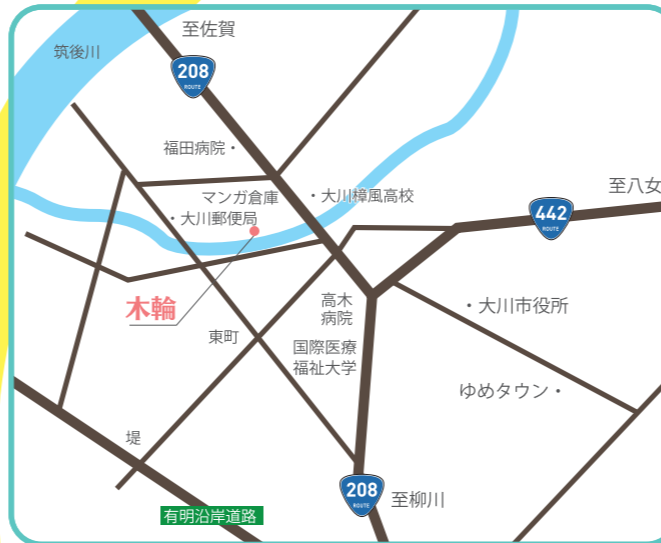 至佐賀
筑後川
208
ROUTE
福田病院・
マンガ倉庫
・大川樟風高校
至八女
・大川郵便局
442
ROUTE
木輪
高木
病院
・大川市役所
東町
国際医療
福祉大学
ゆめタウン・
堤
208
ROUTE
至柳川
有明沿岸道路